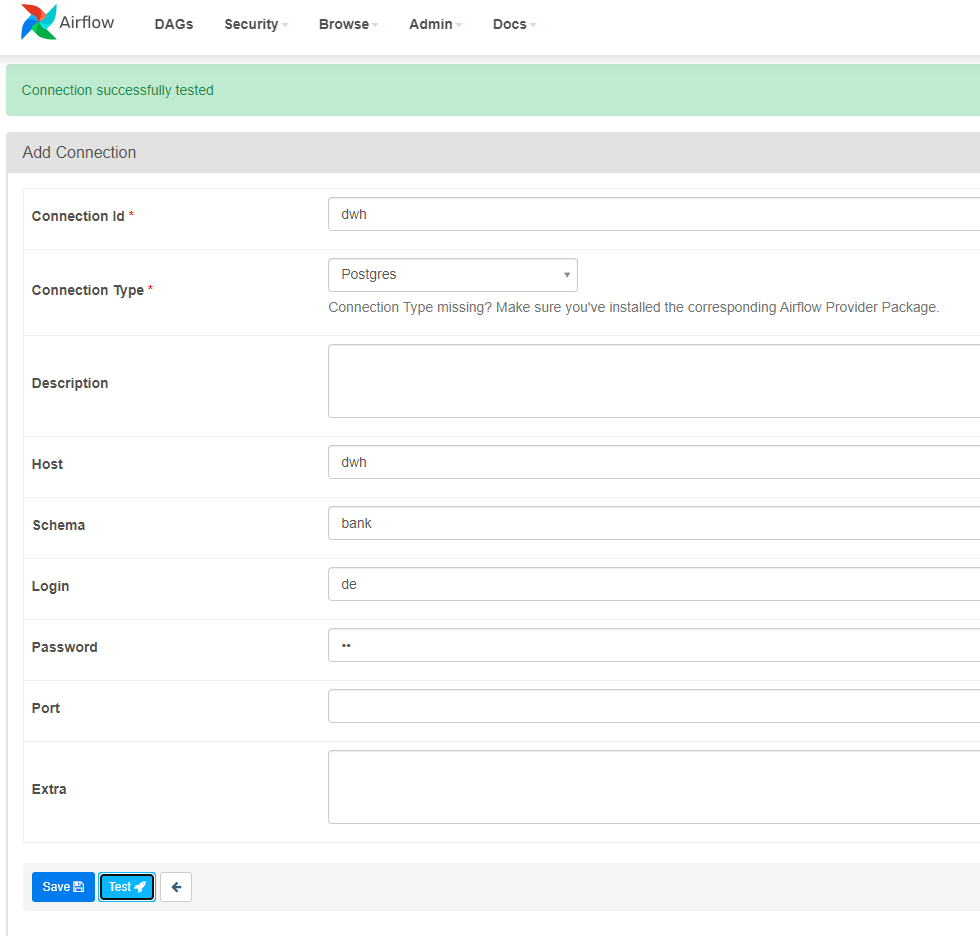 Airflow DAGs Security Browse Admin Docs
Connection successfully tested
Add Connection
Connection Id * dwh
Connection Type * Postgres
Connection Type missing? Make sure you've installed the corresponding Airflow Provider Package.
Description
Host dwh
Schema bank
Login de
Password ••
Port
Extra
Save Test